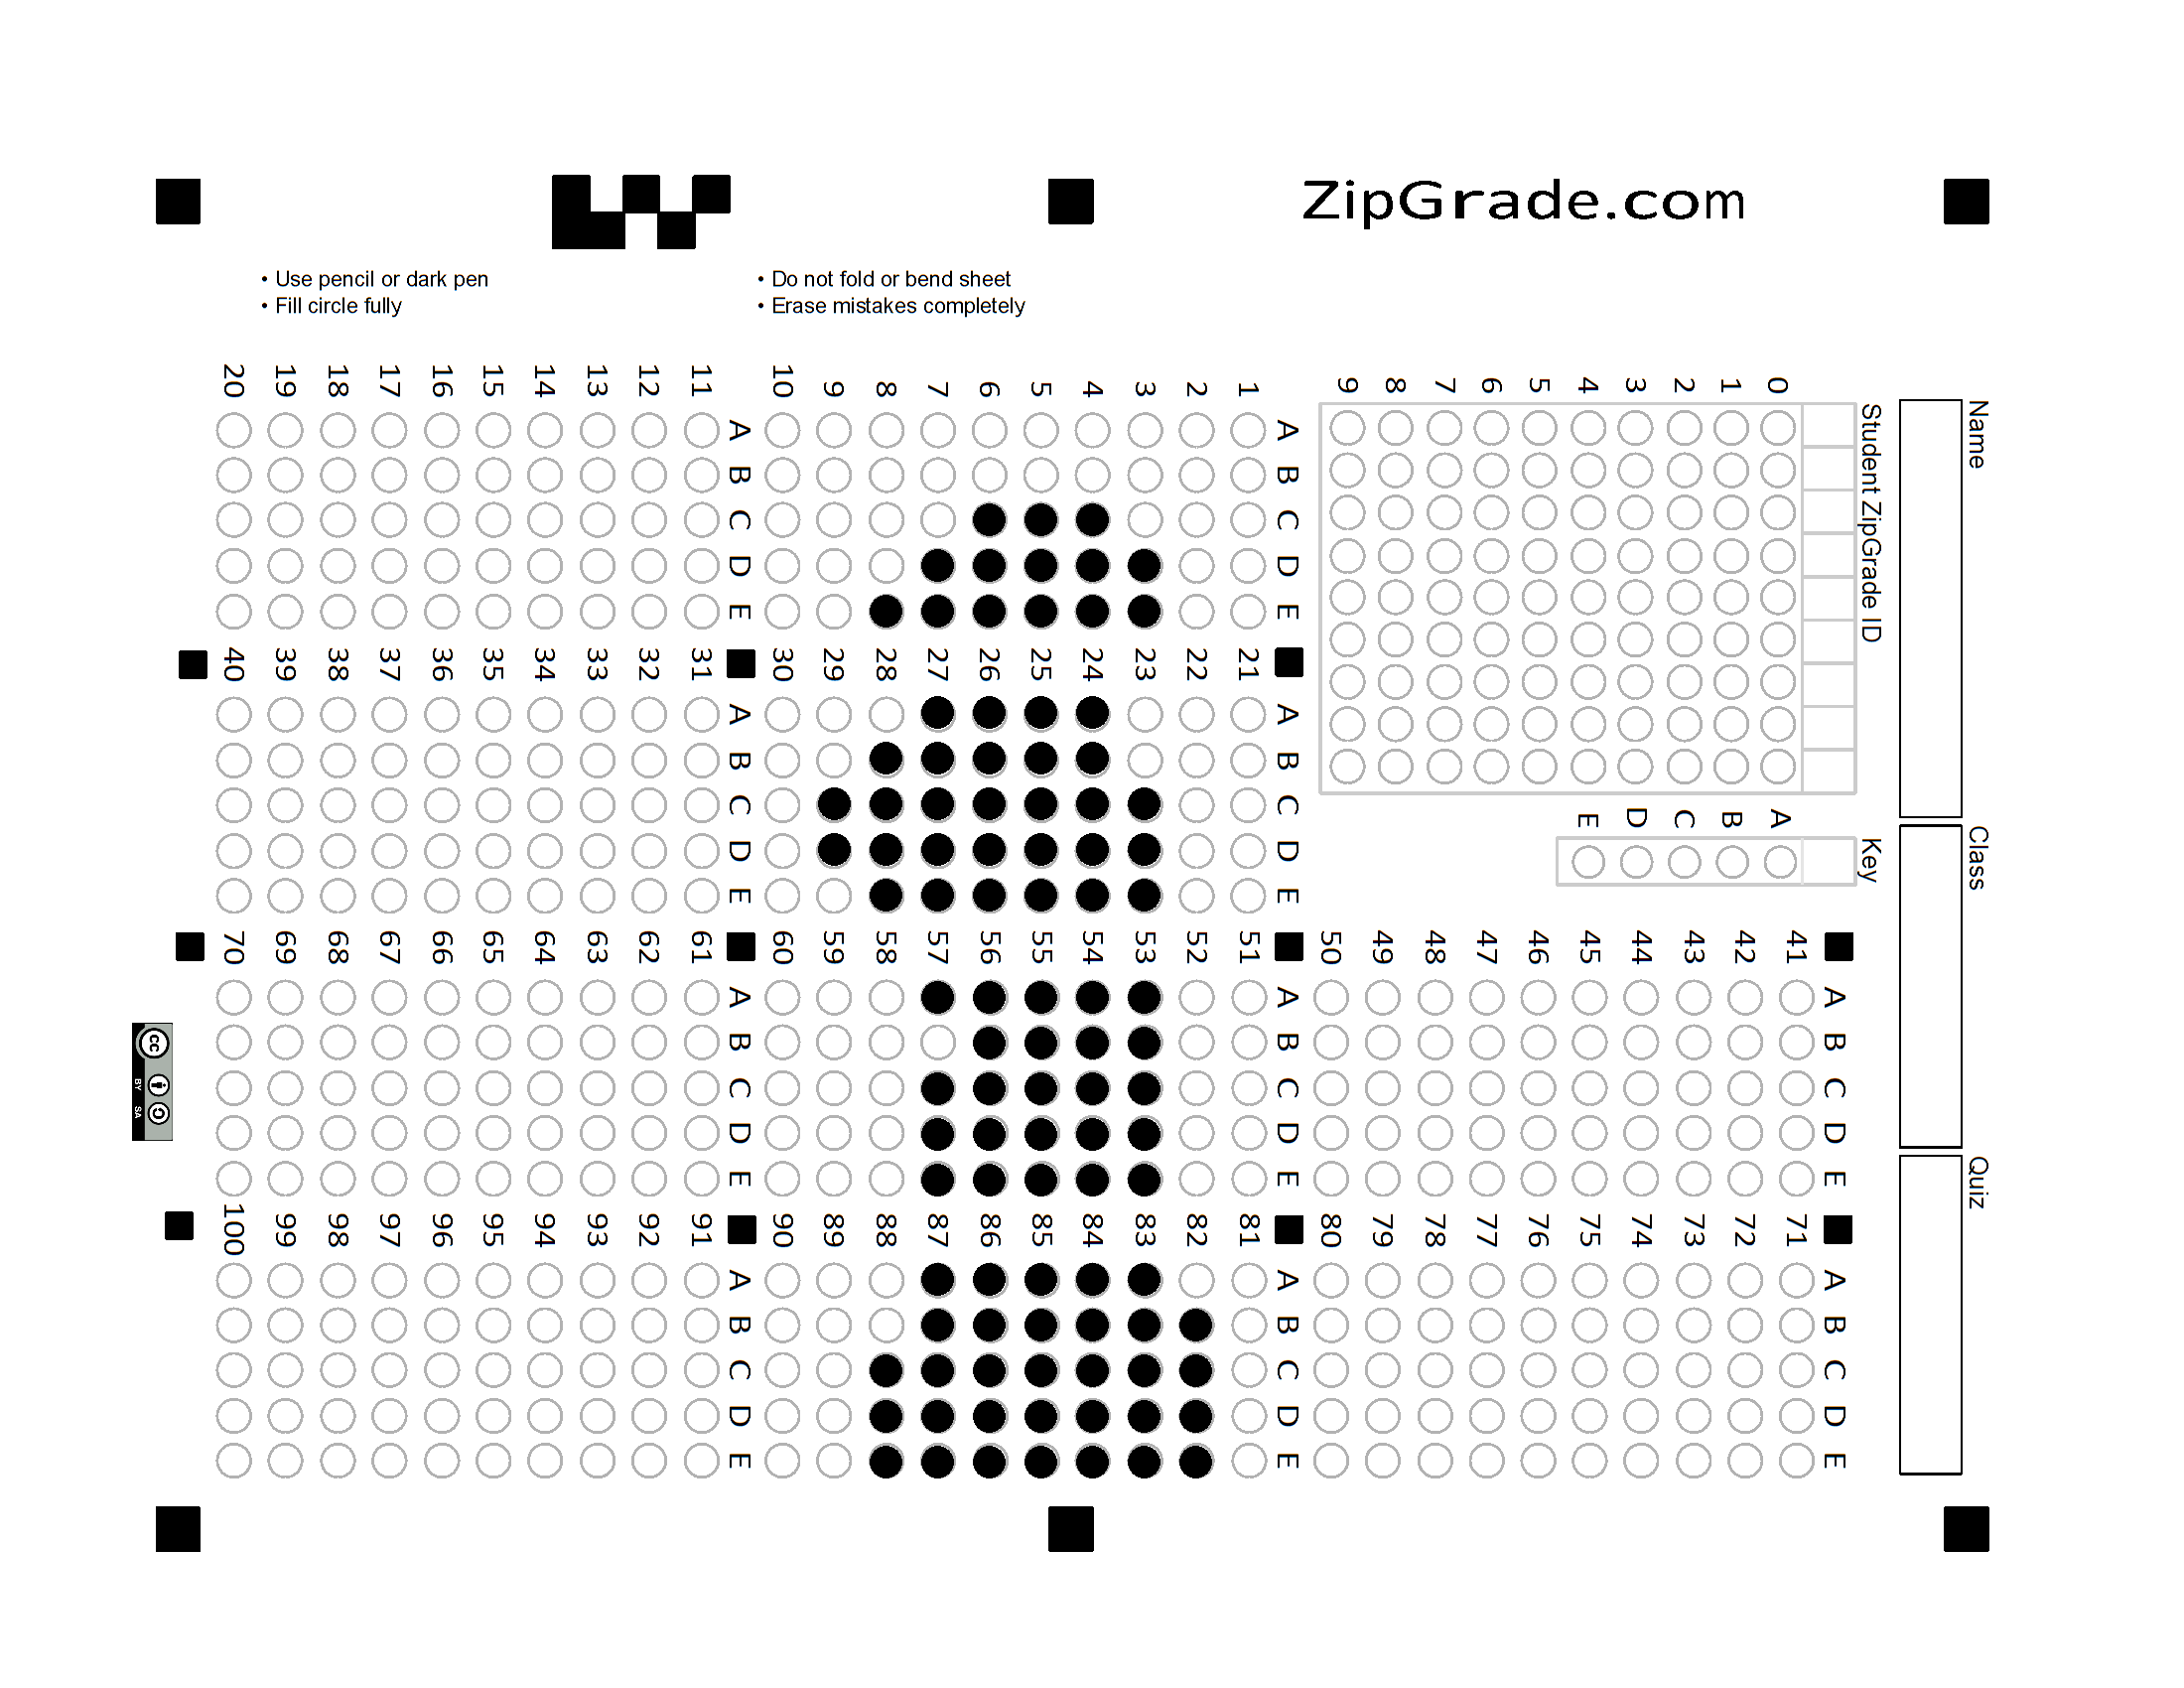 ZipGrade.com
• Use pencil or dark pen
• Fill circle fully
• Do not fold or bend sheet
• Erase mistakes completely
Name
Class
Quiz
Student ZipGrade ID
0 1 2 3 4 5 6 7 8 9
Key
A B C D E
1 2 3 4 5 6 7 8 9 10
A B C D E
11 12 13 14 15 16 17 18 19 20
A B C D E
21 22 23 24 25 26 27 28 29 30
A B C D E
31 32 33 34 35 36 37 38 39 40
A B C D E
41 42 43 44 45 46 47 48 49 50
A B C D E
51 52 53 54 55 56 57 58 59 60
A B C D E
61 62 63 64 65 66 67 68 69 70
A B C D E
71 72 73 74 75 76 77 78 79 80
A B C D E
81 82 83 84 85 86 87 88 89 90
A B C D E
91 92 93 94 95 96 97 98 99 100
A B C D E
cc
BY SA